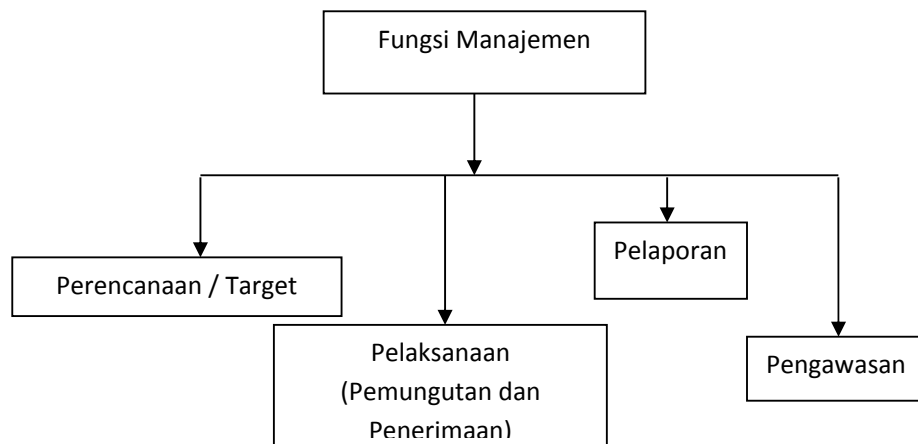 Fungsi Manajemen
Perencanaan / Target
Pelaksanaan
(Pemungutan dan
Penerimaan)
Pelaporan
Pengawasan